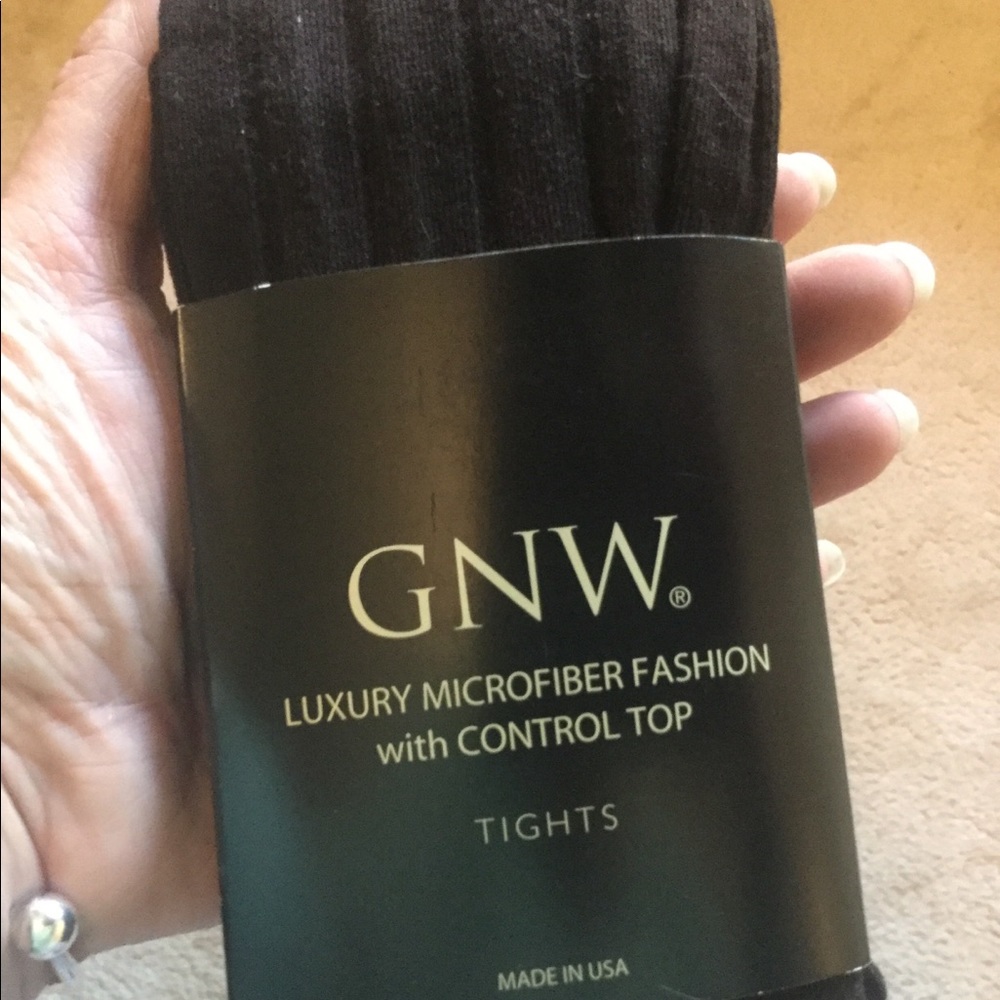 GNW®
LUXURY MICROFIBER FASHION
with CONTROL TOP
TIGHTS
MADE IN USA